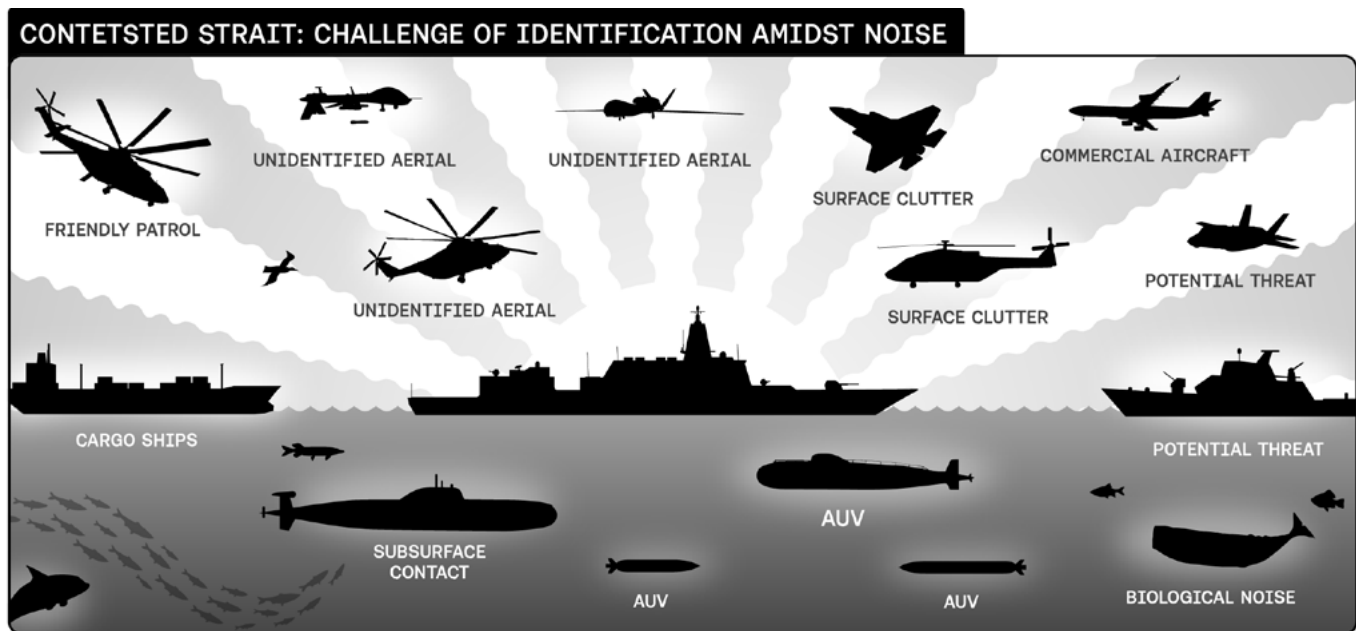 CONTETSTED STRAIT: CHALLENGE OF IDENTIFICATION AMIDST NOISE
FRIENDLY PATROL
UNIDENTIFIED AERIAL
UNIDENTIFIED AERIAL
SURFACE CLUTTER
COMMERCIAL AIRCRAFT
UNIDENTIFIED AERIAL
SURFACE CLUTTER
POTENTIAL THREAT
CARGO SHIPS
POTENTIAL THREAT
SUBSURFACE
CONTACT
AUV
AUV
AUV
BIOLOGICAL NOISE